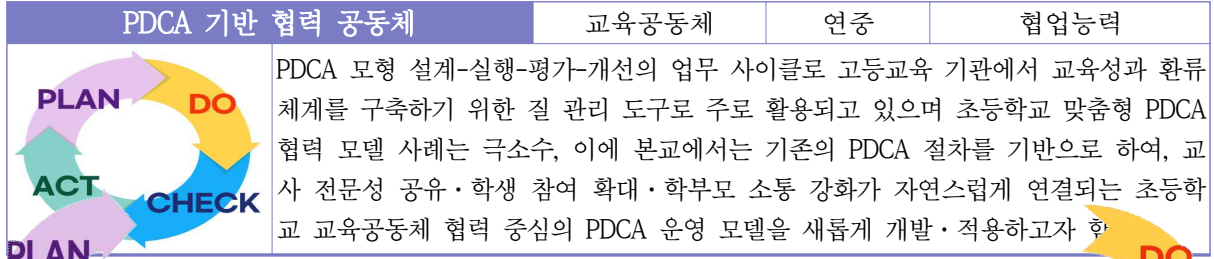 PDCA 기반 협력 공동체 교육공동체 연중 협업능력
PDCA 모형 설계-실행-평가-개선의 업무 사이클로 고등교육 기관에서 교육성과 환류
체계를 구축하기 위한 질 관리 도구로 주로 활용되고 있으며 초등학교 맞춤형 PDCA
협력 모델 사례는 극소수, 이에 본교에서는 기존의 PDCA 절차를 기반으로 하여, 교
사 전문성 공유・학생 참여 확대・학부모 소통 강화가 자연스럽게 연결되는 초등학
교 교육공동체 협력 중심의 PDCA 운영 모델을 새롭게 개발・적용하고자
PLAN
DO
CHECK
ACT
PLAN
DO